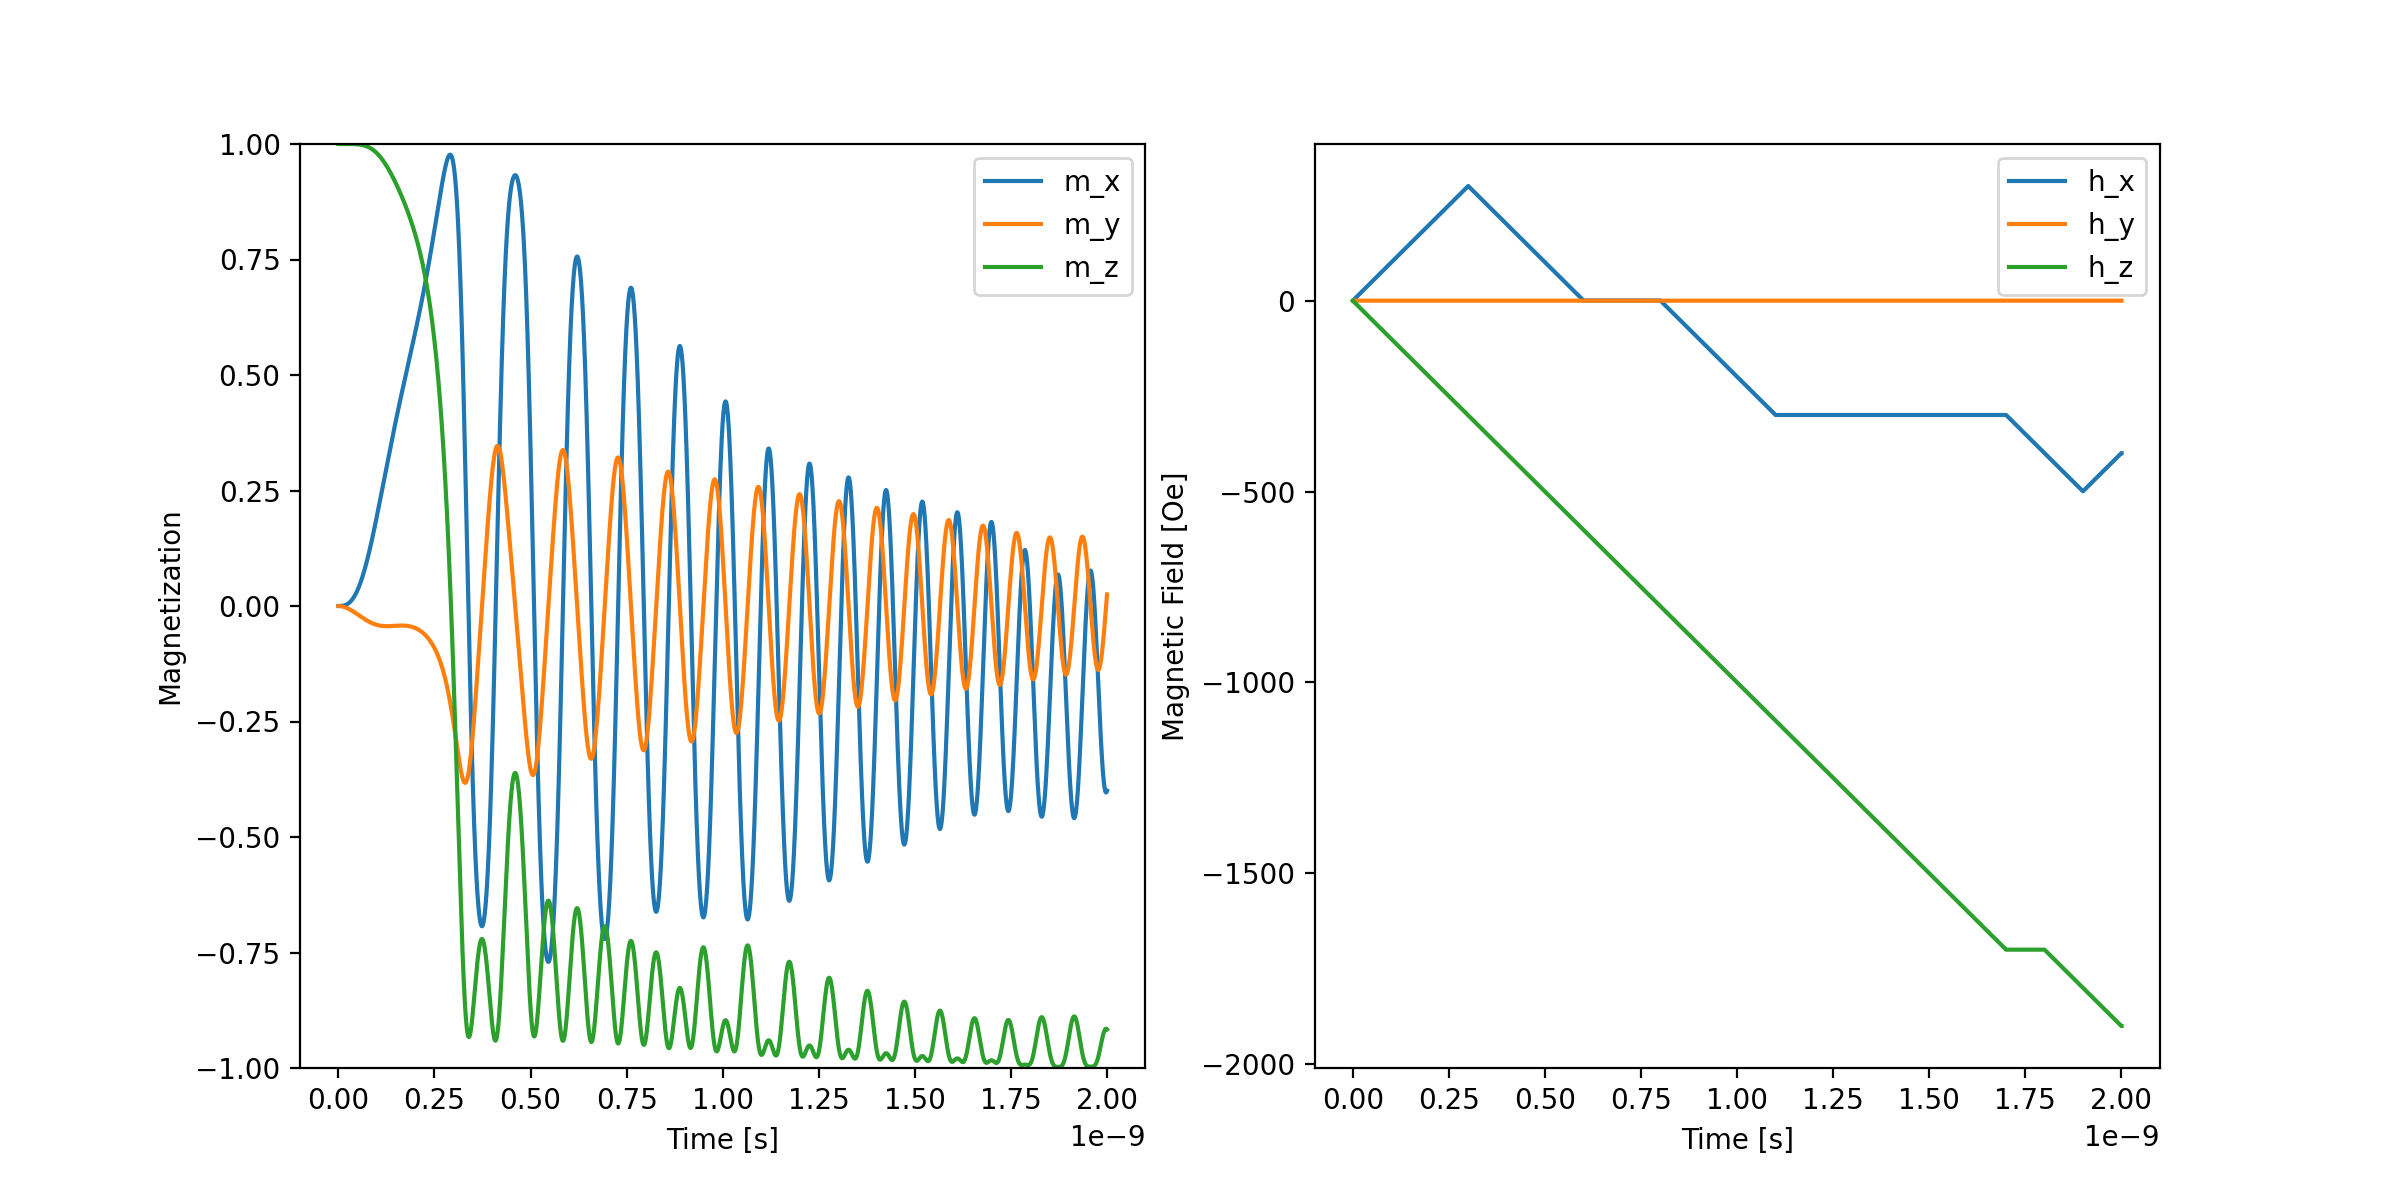 1.00
0.75
0.50
0.25
0.00
−0.25
−0.50
−0.75
−1.00
Magnetization
m_x
m_y
m_z
0.00 0.25 0.50 0.75 1.00 1.25 1.50 1.75 2.00
Time [s]
1e−9
0
−500
−1000
−1500
−2000
Magnetic Field [Oe]
h_x
h_y
h_z
0.00 0.25 0.50 0.75 1.00 1.25 1.50 1.75 2.00
Time [s]
1e−9